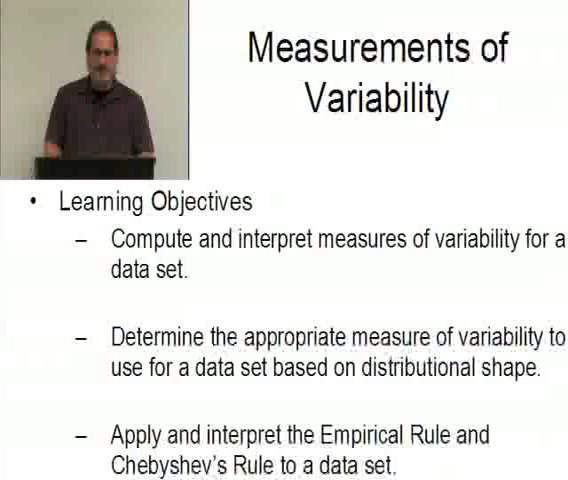 Measurements of
Variability
• Learning Objectives
– Compute and interpret measures of variability for a
data set.
– Determine the appropriate measure of variability to
use for a data set based on distributional shape.
– Apply and interpret the Empirical Rule and
Chebyshev's Rule to a data set.